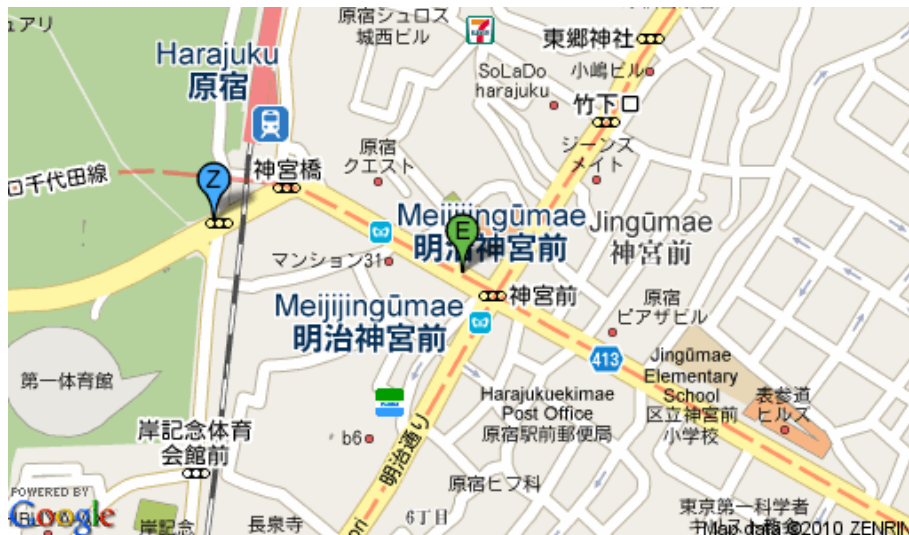 ュアリ
原宿シュロス
城西ビル
東郷神社
Harajuku
原宿
SoLaDo
harajuku
小嶋ビル
竹下口
原宿
クエスト
ジーンズ
メイト
千代田線
Z
神宮橋
Meijijingūmae
明治神宮前
E
Jingūmae
神宮前
マンション31
Meijijingūmae
明治神宮前
神宮前
原宿
ピアザビル
413
第一体育館
Jingūmae
Elementary
School
区立神宮前
小学校
表参道
ヒルズ
Harajukuekimae
Post Office
原宿駅前郵便局
岸記念体育
会館前
b6
明治通り
原宿ピフ科
POWERED BY
Google
岸記念
長泉寺
6丁目
ori
東京第一科学者
Map data ©2010 ZENRIN